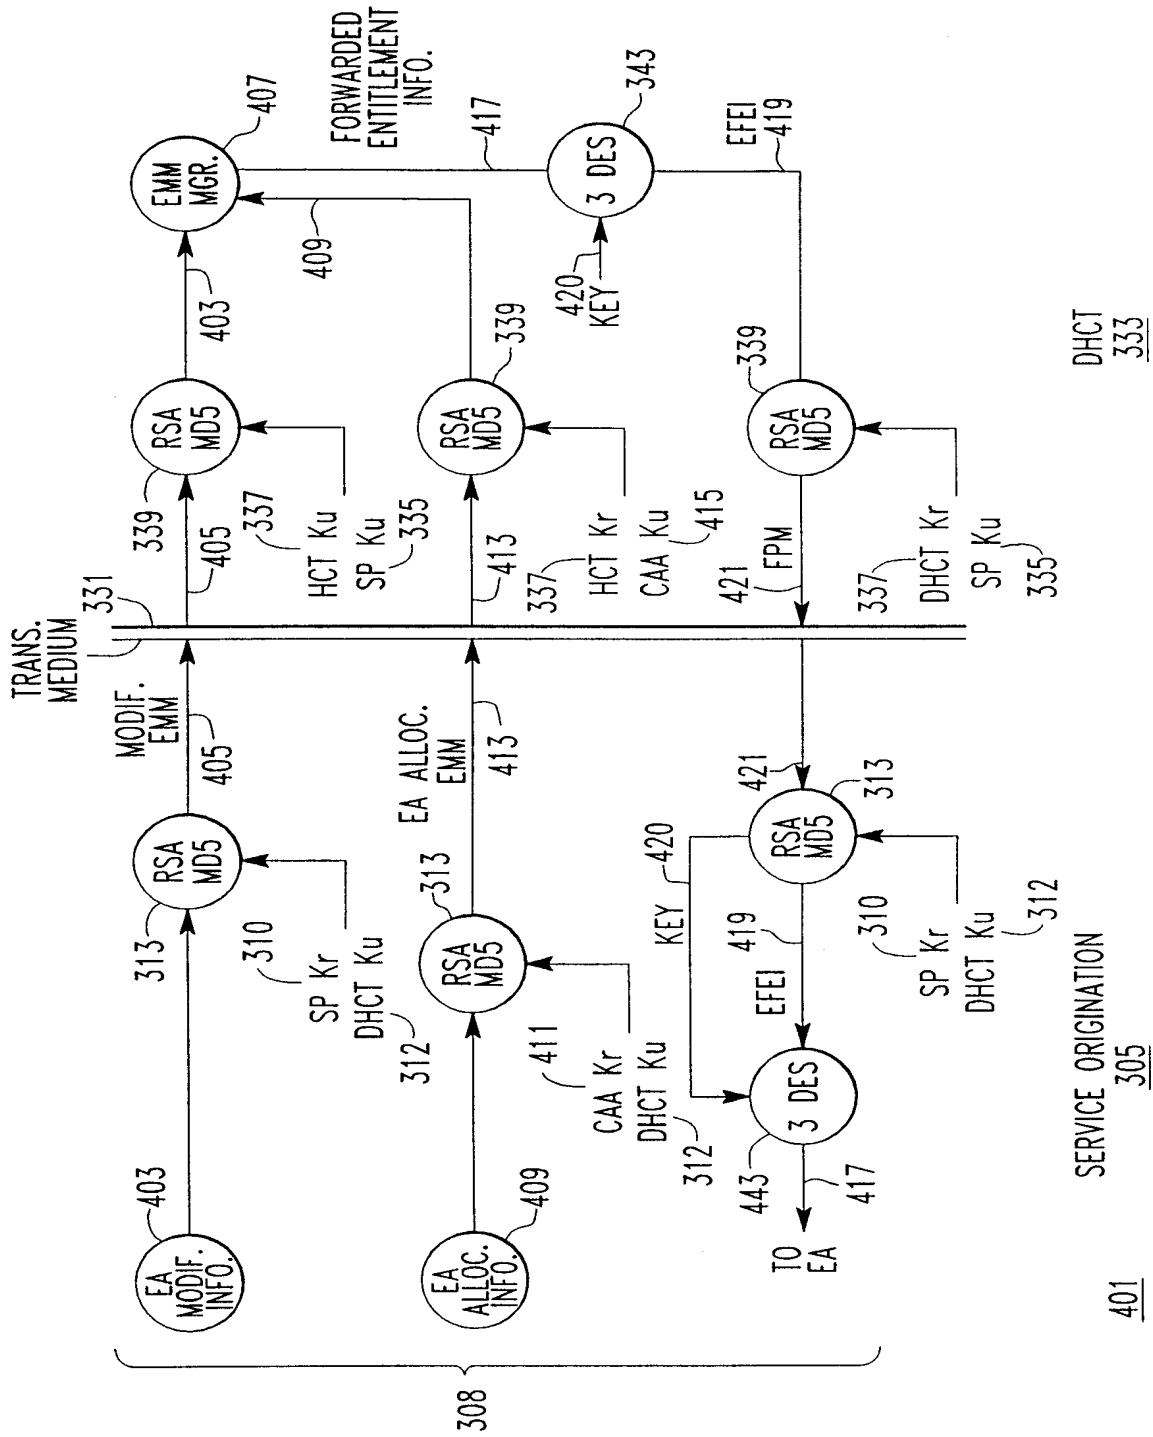 TRANS.
MEDIUM
331
308
EA
MODIF.
INFO.
403
313
RSA
MD5
310
SP Kr
DHCT Ku
312
MODIF.
EMM
405
405
339
RSA
MD5
337
HCT Ku
SP Ku
335
403
EMM
MGR.
407
EA
ALLOC.
INFO.
409
RSA
MD5
313
411
CAA Kr
DHCT Ku
312
EA ALLOC.
EMM
413
413
RSA
MD5
339
337
HCT Kr
CAA Ku
415
409
FORWARDED
ENTITLEMENT
INFO.
417
3 DES
343
420
KEY
EFEI
419
RSA
MD5
339
337
DHCT Kr
SP Ku
335
421
FPM
421
RSA
MD5
313
310
SP Kr
DHCT Ku
312
KEY
420
419
EFEI
3 DES
443
417
TO
EA
401
SERVICE ORIGINATION
305
DHCT
333